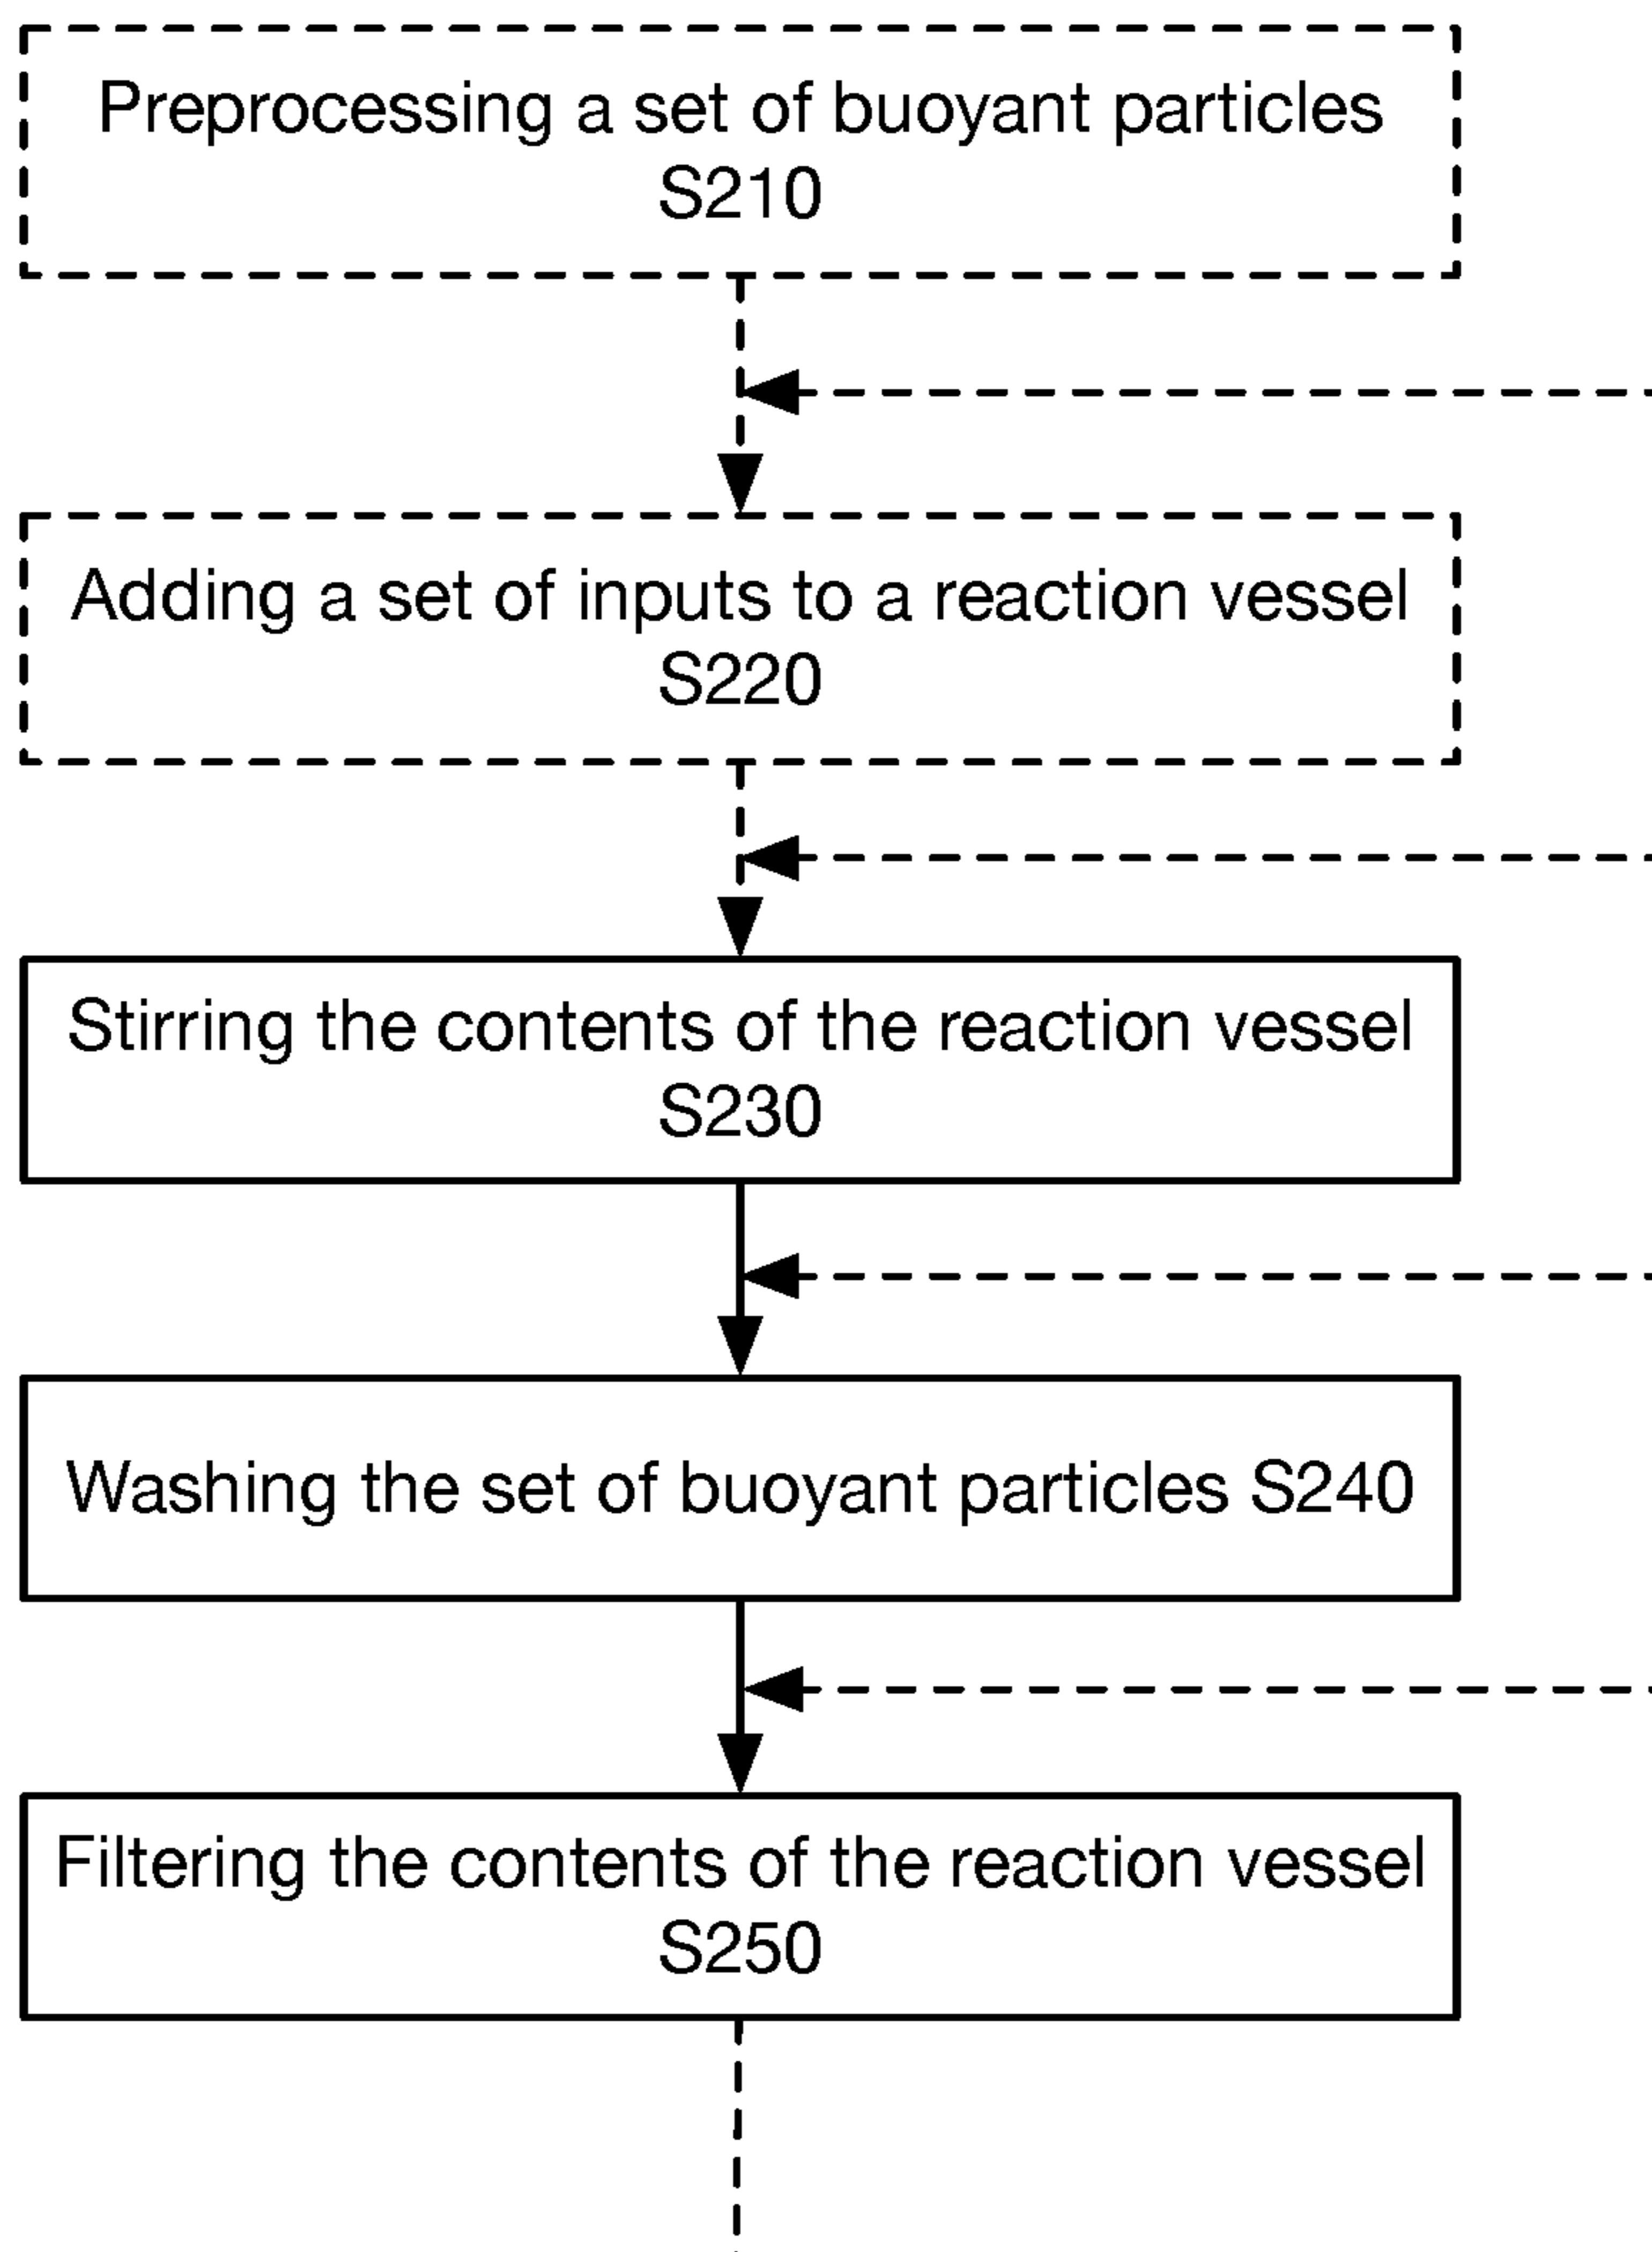 Preprocessing a set of buoyant particles
S210
Adding a set of inputs to a reaction vessel
S220
Stirring the contents of the reaction vessel
S230
Washing the set of buoyant particles S240
Filtering the contents of the reaction vessel
S250